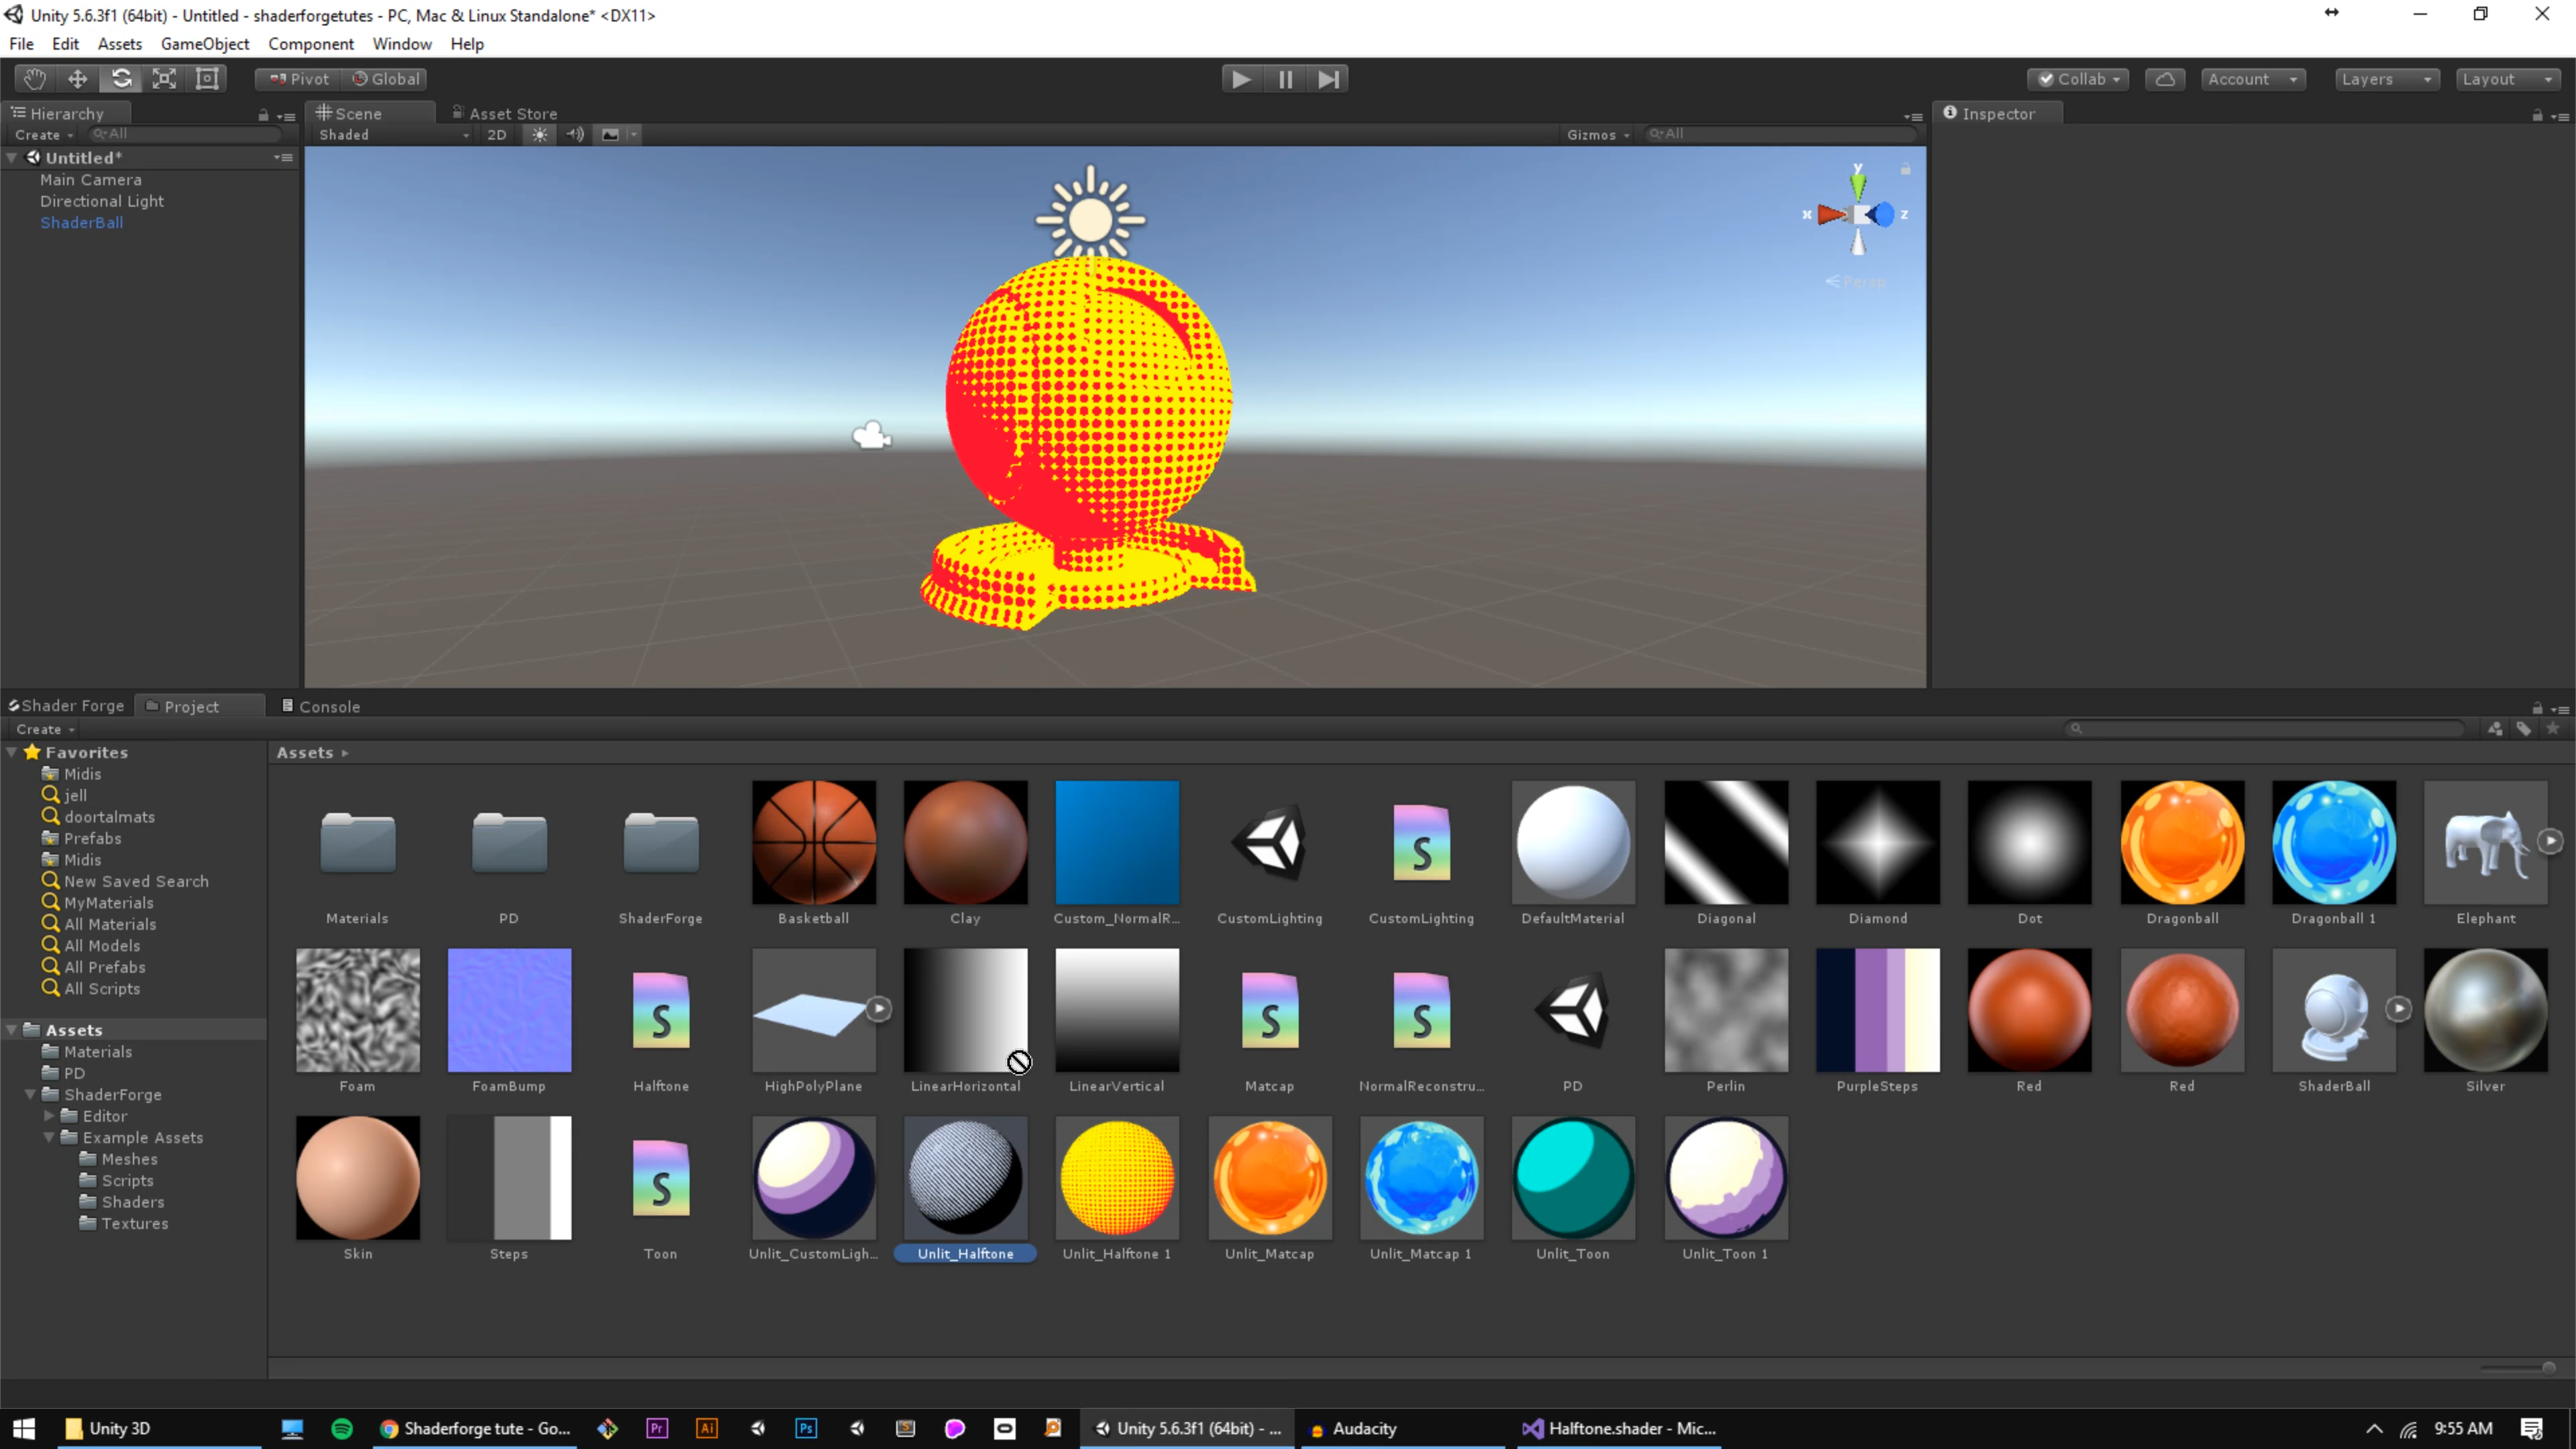 Unity 5.6.3f1 (64bit) - Untitled - shaderforgetutes - PC, Mac & Linux Standalone* <DX11>
File Edit Assets GameObject Component Window Help
Pivot Global Collab Account Layers Layout
Hierarchy Scene Asset Store Inspector
Create All Shaded 2D Gizmos All
Untitled*
Main Camera
Directional Light
ShaderBall
y
x z
Persp
Shader Forge Project Console
Create
Favorites
Midis
jell
doortalmats
Prefabs
Midis
New Saved Search
MyMaterials
All Materials
All Models
All Prefabs
All Scripts
Assets
Materials
PD
ShaderForge
Editor
Example Assets
Meshes
Scripts
Shaders
Textures
Assets
S
Materials PD ShaderForge Basketball Clay Custom_NormalR... CustomLighting CustomLighting DefaultMaterial Diagonal Diamond Dot Dragonball Dragonball 1 Elephant
S S S
Foam FoamBump Halftone HighPolyPlane LinearHorizontal LinearVertical Matcap NormalReconstru... PD Perlin PurpleSteps Red Red ShaderBall Silver
S
Skin Steps Toon Unlit_CustomLigh... Unlit_Halftone Unlit_Halftone 1 Unlit_Matcap Unlit_Matcap 1 Unlit_Toon Unlit_Toon 1
Unity 3D Shaderforge tute - Go... Pr Ai Ps Unity 5.6.3f1 (64bit) - ... Audacity Halftone.shader - Mic... 9:55 AM